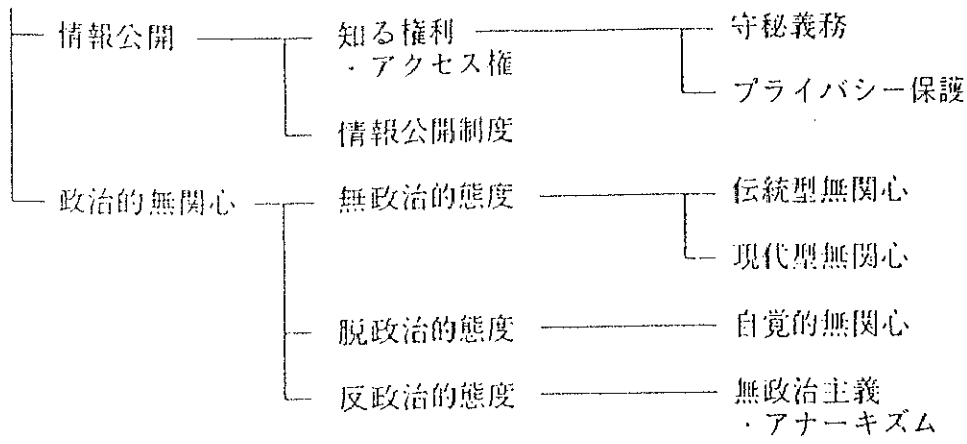 情報公開 知る権利 守秘義務
・アクセス権
プライバシー保護
情報公開制度
政治的無関心 無政治的態度 伝統型無関心
現代型無関心
脱政治的態度 自覚的無関心
反政治的態度 無政治主義
・アナーキズム